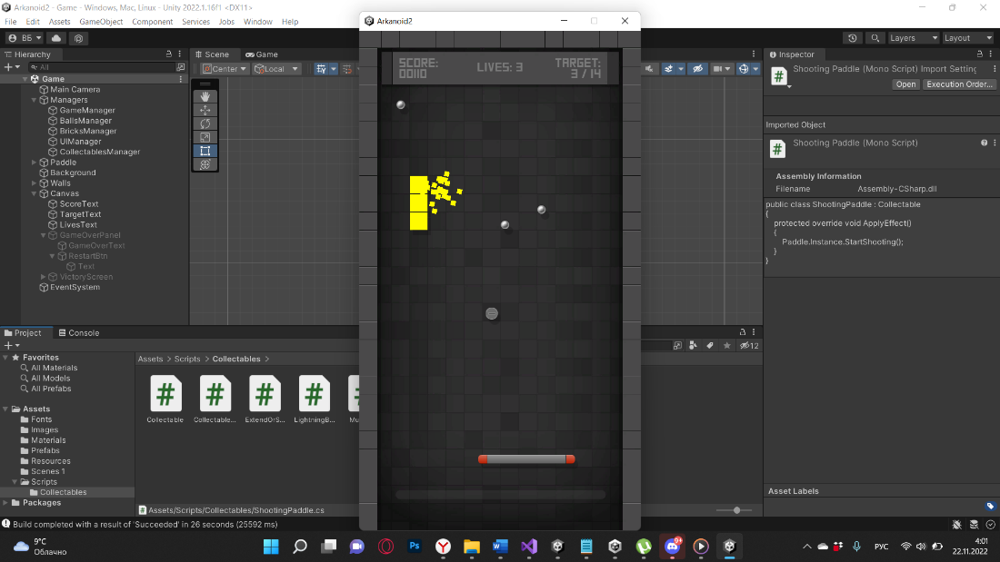 Arkanoid2 - Game - Windows, Mac, Linux - Unity 2022.1.16f1 <DX11>
File Edit Assets GameObject Component Services Jobs Window Help
ВБ
Layers
Layout
Hierarchy
All
Game
Main Camera
Managers
GameManager
BallsManager
BricksManager
UIManager
CollectablesManager
Paddle
Background
Walls
Canvas
ScoreText
TargetText
LivesText
GameOverPanel
GameOverText
RestartBtn
Text
VictoryScreen
EventSystem
Scene
Game
Center
Local
Arkanoid2
SCORE:
0010
LIVES: 3
TARGET:
3 / 14
Inspector
Shooting Paddle (Mono Script) Import Setting
Open
Execution Order...
Imported Object
Shooting Paddle (Mono Script)
Assembly Information
Filename Assembly-CSharp.dll
public class ShootingPaddle : Collectable
{
protected override void ApplyEffect()
{
Paddle.Instance.StartShooting();
}
}
Asset Labels
Project
Console
12
Favorites
All Materials
All Models
All Prefabs
Assets
Fonts
Images
Materials
Prefabs
Resources
Scenes 1
Scripts
Collectables
Packages
Assets > Scripts > Collectables >
Collectable
Collectable...
ExtendOrS...
LightningB...
Mu
Assets/Scripts/Collectables/ShootingPaddle.cs
Build completed with a result of 'Succeeded' in 26 seconds (25592 ms)
9°C
Облачно
Ps
9+
РУС
4:01
22.11.2022